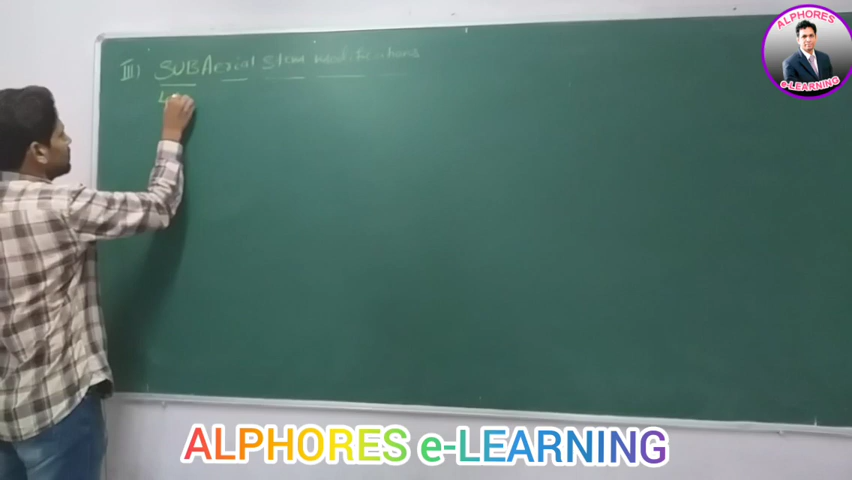 III) SUBAerial Stem modifications
ALPHORES
e-LEARNING
ALPHORES e-LEARNING